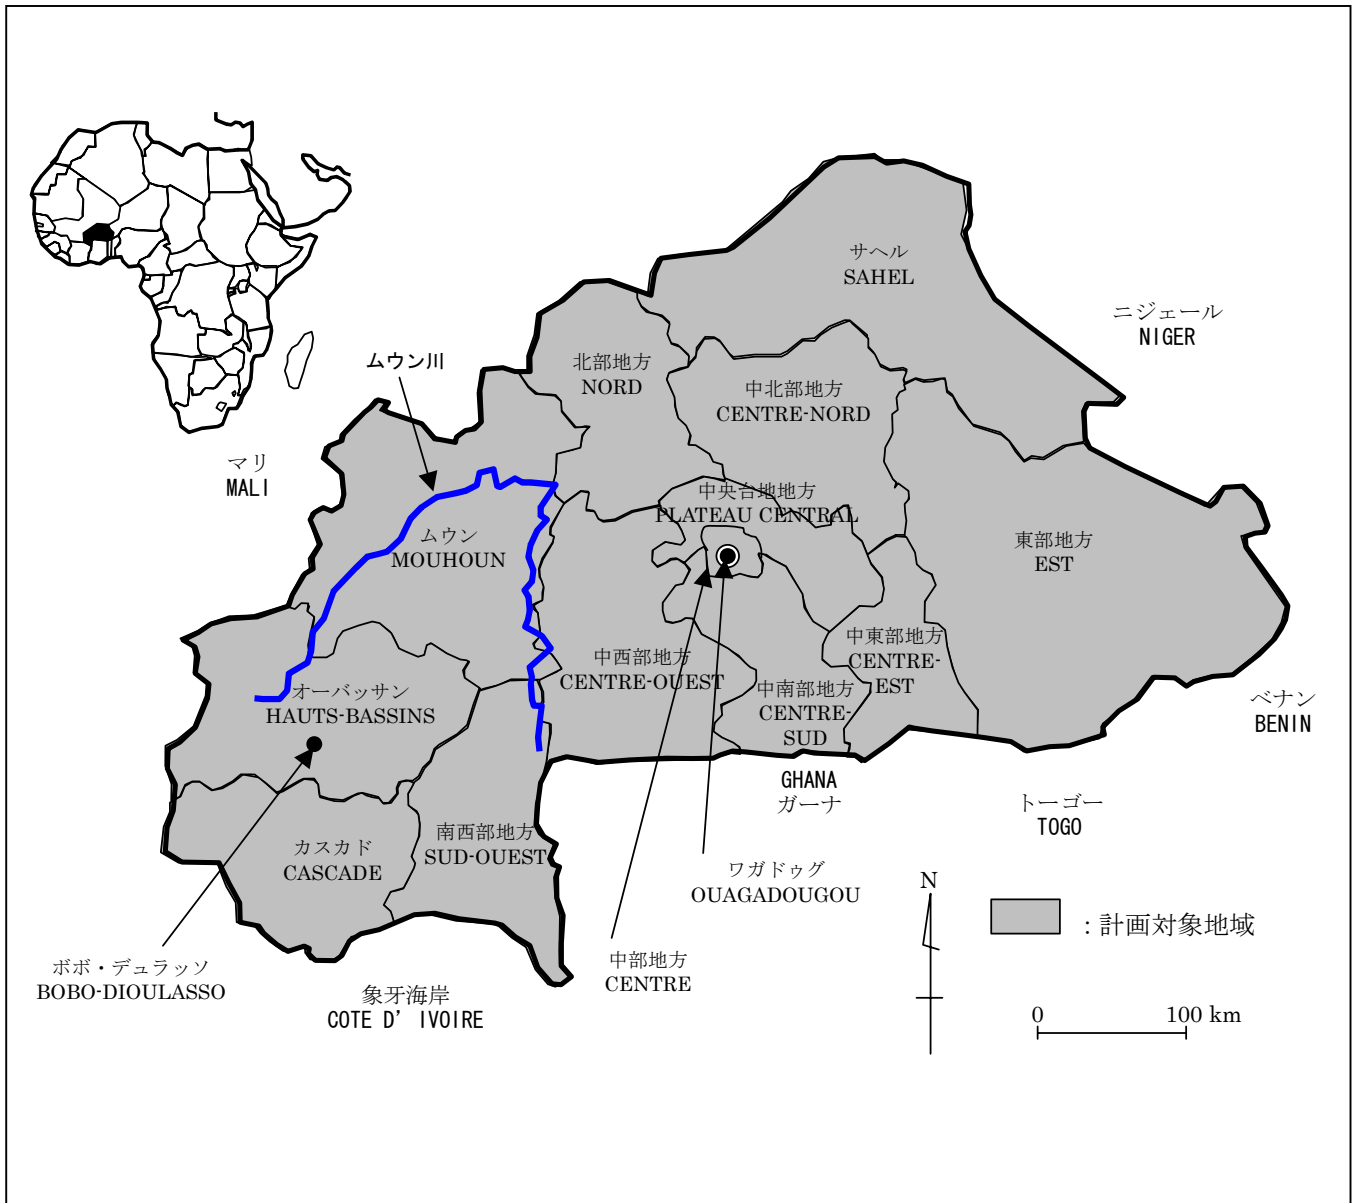 サヘル
SAHEL
ニジェール
NIGER
北部地方
NORD
ムウン川
中北部地方
CENTRE-NORD
マリ
MALI
中央台地地方
PLATEAU CENTRAL
ムウン
MOUHOUN
東部地方
EST
中東部地方
CENTRE-
EST
中西部地方
CENTRE-OUEST
中南部地方
CENTRE-
SUD
オーバッサン
HAUTS-BASSINS
ベナン
BENIN
GHANA
ガーナ
トーゴー
TOGO
南西部地方
SUD-OUEST
カスカド
CASCADE
ワガドゥグ
OUAGADOUGOU
N
：計画対象地域
中部地方
CENTRE
ボボ・デュラッソ
BOBO-DIOULASSO
象牙海岸
COTE D' IVOIRE
0 100 km